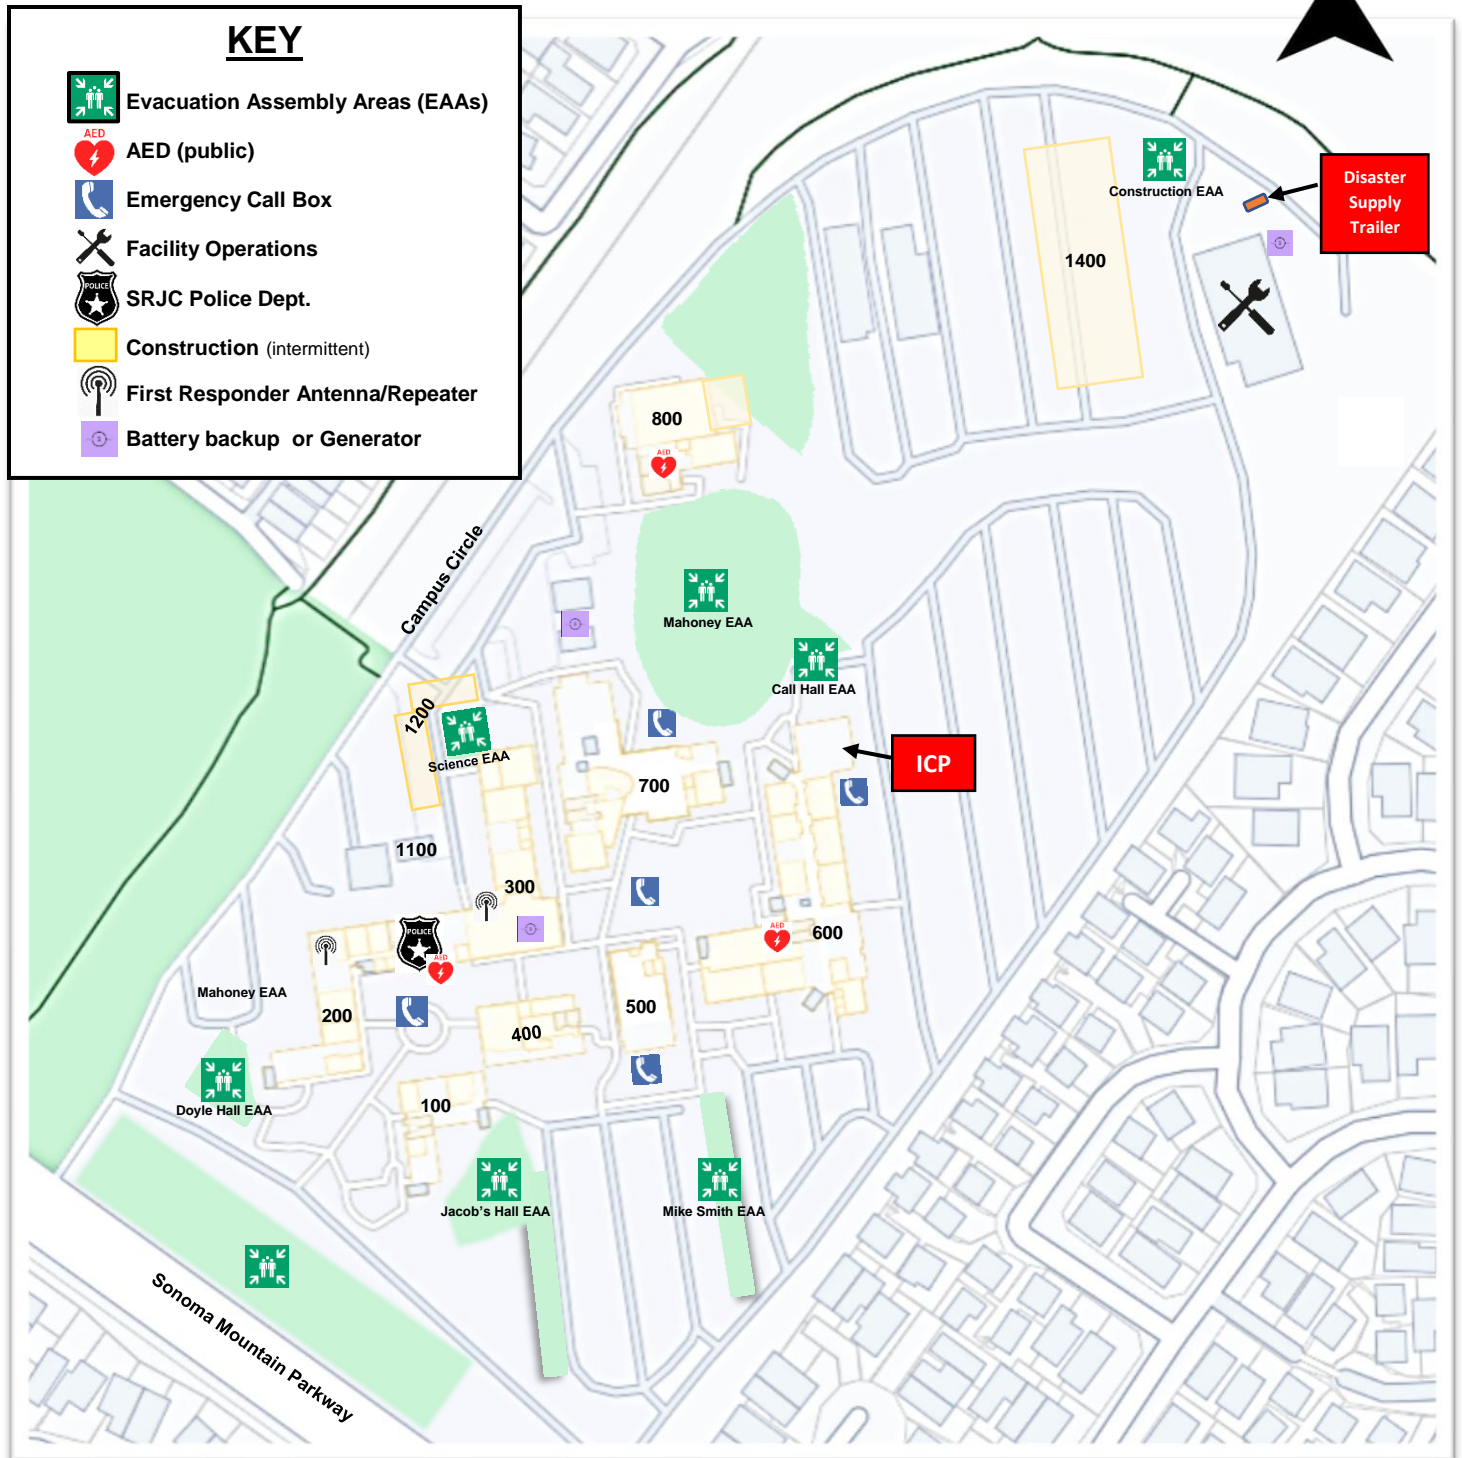 KEY
Evacuation Assembly Areas (EAAs)
AED
AED (public)
Emergency Call Box
Facility Operations
POLICE
SRJC Police Dept.
Construction (intermittent)
First Responder Antenna/Repeater
Battery backup or Generator
Construction EAA
Disaster
Supply
Trailer
1400
800
AED
Campus Circle
Mahoney EAA
Call Hall EAA
1200
Science EAA
ICP
700
1100
300
POLICE
AED
AED
600
Mahoney EAA
200
500
400
Doyle Hall EAA
100
Jacob's Hall EAA
Mike Smith EAA
Sonoma Mountain Parkway